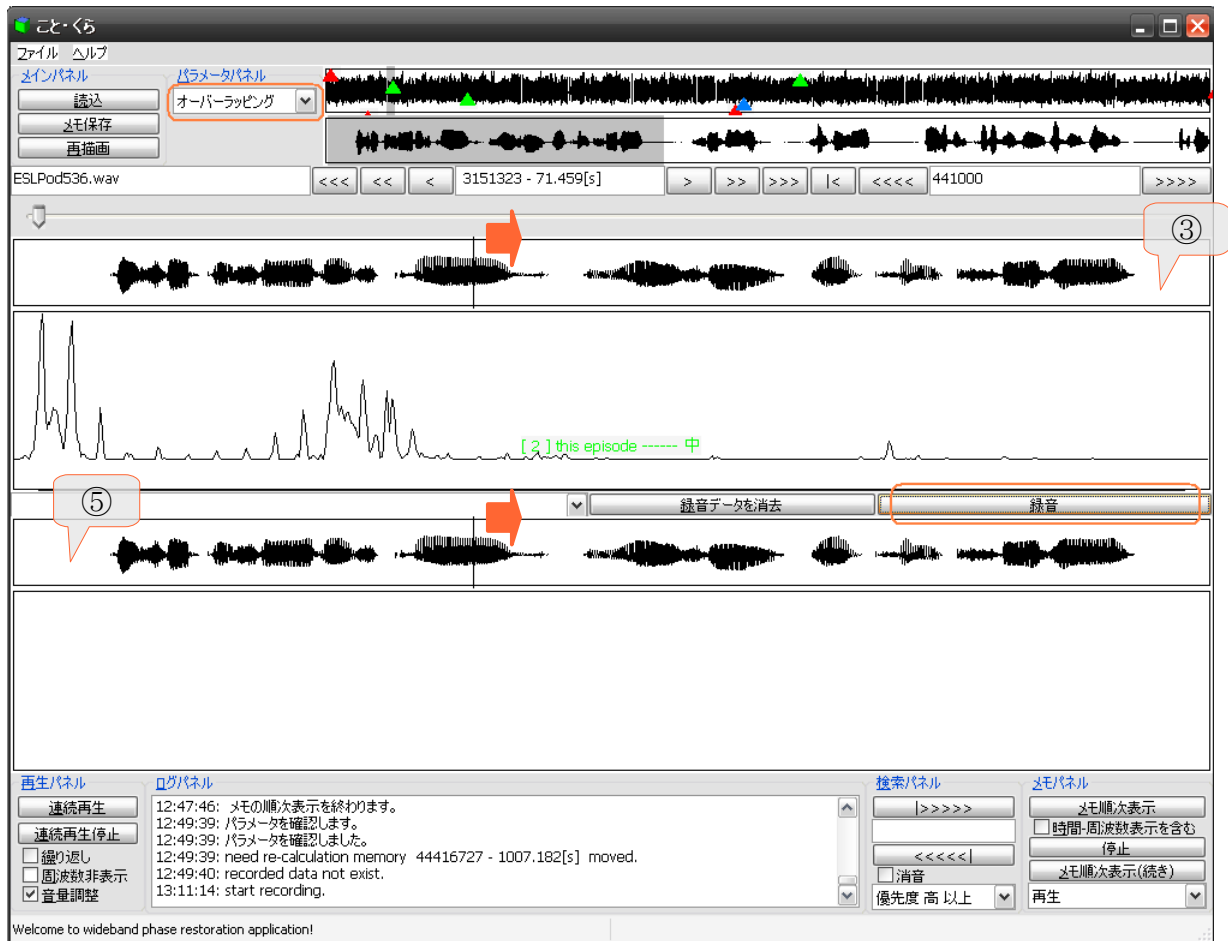 こと・くら
ファイル ヘルプ
メインパネル
読込
メモ保存
再描画
パラメータパネル
オーバーラッピング
ESLPod536.wav
<<< << < 3151323 - 71.459[s] > >> >>> |< <<<< 441000 >>>>
③
[ 2 ] this episode ------ 中
⑤
録音データを消去 録音
再生パネル
連続再生
連続再生停止
繰り返し
周波数非表示
音量調整
ログパネル
12:47:46: メモの順次表示を終わります。
12:49:39: パラメータを確認します。
12:49:39: パラメータを確認しました。
12:49:39: need re-calculation memory 44416727 - 1007.182[s] moved.
12:49:40: recorded data not exist.
13:11:14: start recording.
検索パネル
|>>>>>
<<<<<|
消音
優先度 高 以上
メモパネル
メモ順次表示
時間-周波数表示を含む
停止
メモ順次表示(続き)
再生
Welcome to wideband phase restoration application!